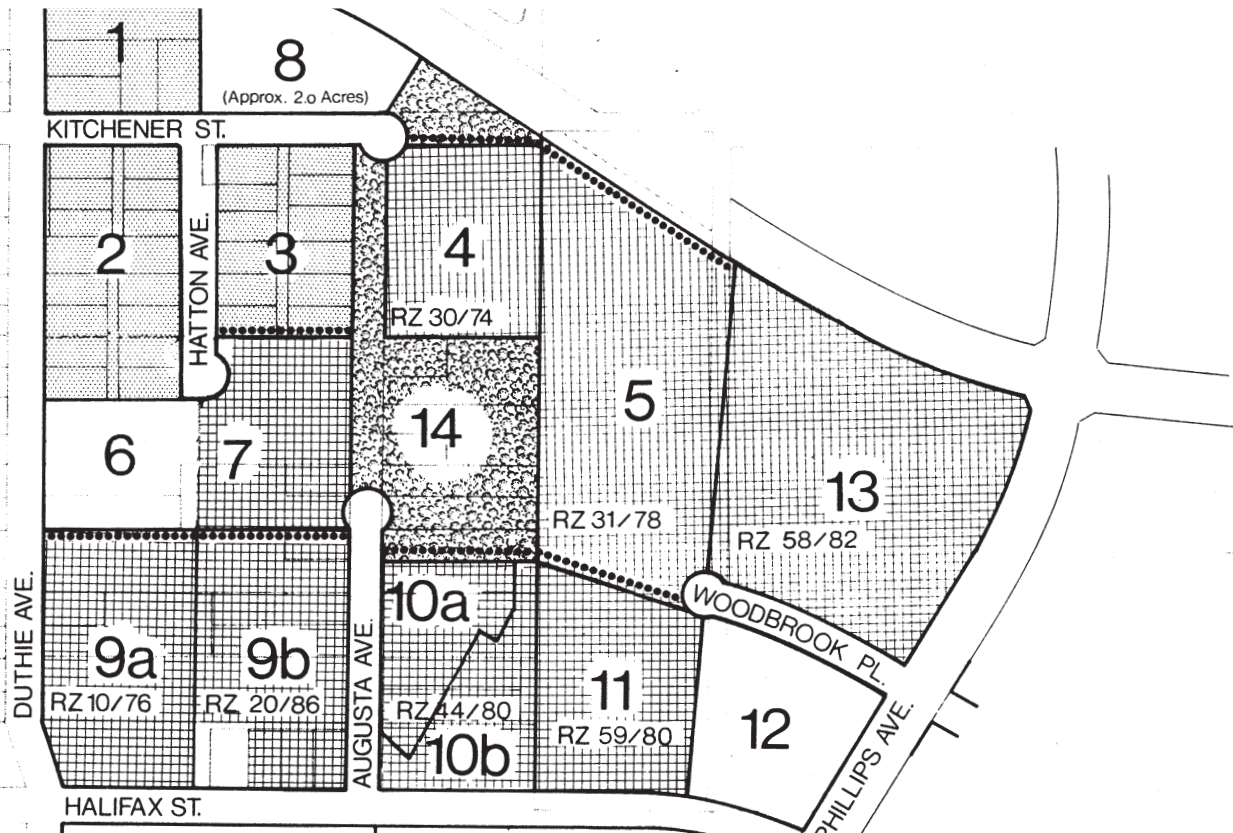 1
8
(Approx. 2.0 Acres)
KITCHENER ST.
2
HATTON AVE.
3
4
RZ 30/74
5
RZ 31/78
6
7
14
13
RZ 58/82
DUTHIE AVE.
9a
RZ 10/76
9b
RZ 20/86
AUGUSTA AVE.
10a
RZ 44/80
10b
11
RZ 59/80
WOODBROOK PL.
12
PHILLIPS AVE.
HALIFAX ST.